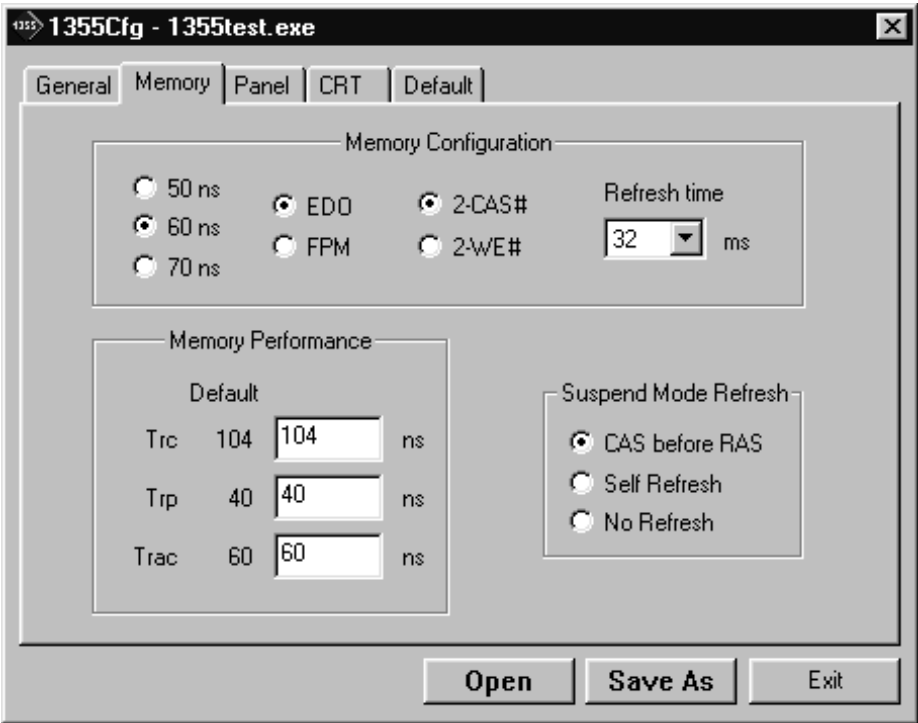 1355 1355Cfg - 1355test.exe
General Memory Panel CRT Default
Memory Configuration
50 ns
60 ns
70 ns
EDO
FPM
2-CAS#
2-WE#
Refresh time
32 ms
Memory Performance
Default
Trc 104 104 ns
Trp 40 40 ns
Trac 60 60 ns
Suspend Mode Refresh
CAS before RAS
Self Refresh
No Refresh
Open Save As Exit